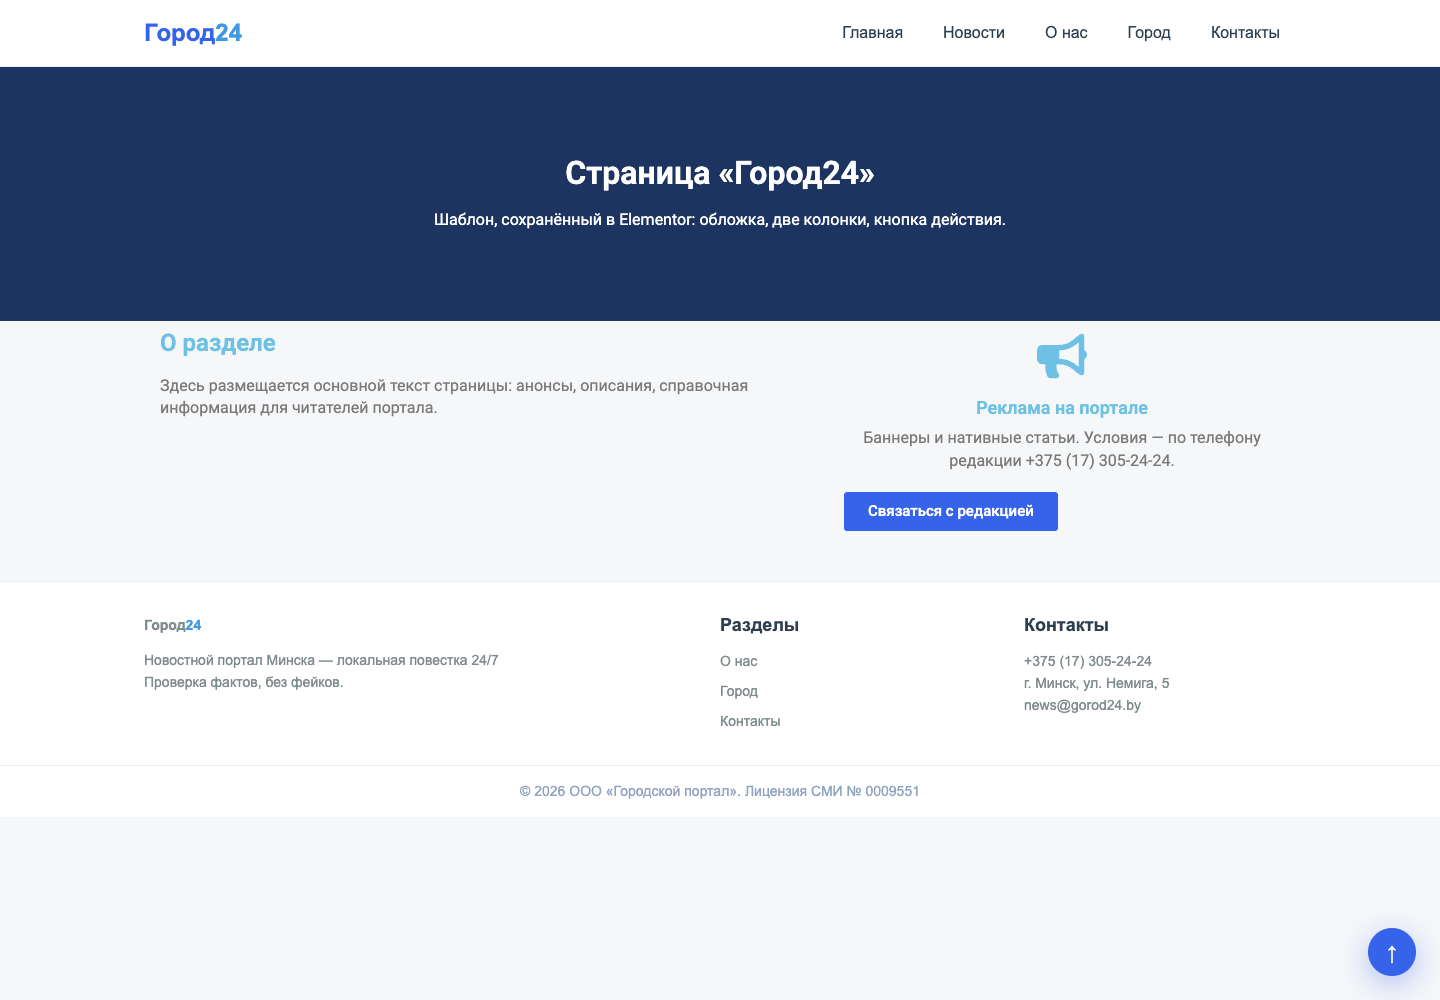 Город24
Главная
Новости
О нас
Город
Контакты
Страница «Город24»
Шаблон, сохранённый в Elementor: обложка, две колонки, кнопка действия.
О разделе
Здесь размещается основной текст страницы: анонсы, описания, справочная
информация для читателей портала.
Реклама на портале
Баннеры и нативные статьи. Условия — по телефону
редакции +375 (17) 305-24-24.
Связаться с редакцией
Город24
Новостной портал Минска — локальная повестка 24/7
Проверка фактов, без фейков.
Разделы
О нас
Город
Контакты
Контакты
+375 (17) 305-24-24
г. Минск, ул. Немига, 5
news@gorod24.by
© 2026 ООО «Городской портал». Лицензия СМИ № 0009551
↑